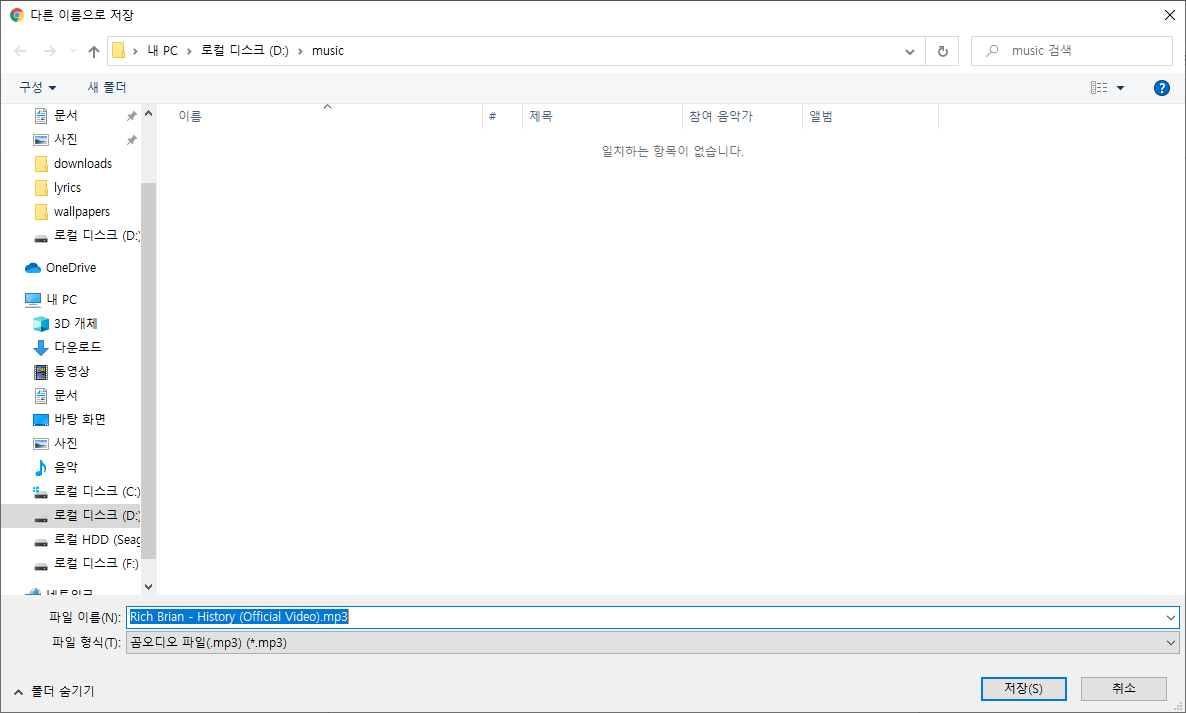 다른 이름으로 저장
내 PC > 로컬 디스크 (D:) > music
music 검색
구성
새 폴더
?
문서
사진
downloads
lyrics
wallpapers
로컬 디스크 (D:)
OneDrive
내 PC
3D 개체
다운로드
동영상
문서
바탕 화면
사진
음악
로컬 디스크 (C:)
로컬 디스크 (D:)
로컬 HDD (Seag
로컬 디스크 (F:)
네트워크
이름 # 제목 참여 음악가 앨범
일치하는 항목이 없습니다.
파일 이름(N): Rich Brian - History (Official Video).mp3
파일 형식(T): 곰오디오 파일(.mp3) (*.mp3)
폴더 숨기기
저장(S) 취소